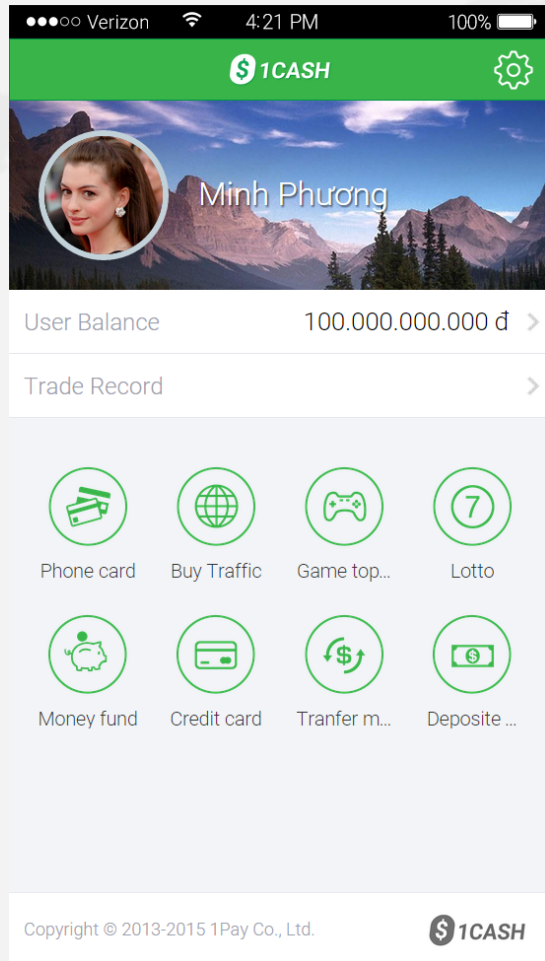 Verizon 4:21 PM 100%
$ 1CASH
Minh Phương
User Balance 100.000.000.000 đ
Trade Record
7
Phone card Buy Traffic Game top... Lotto
$ $
Money fund Credit card Tranfer m... Deposite ...
Copyright © 2013-2015 1Pay Co., Ltd. $ 1CASH